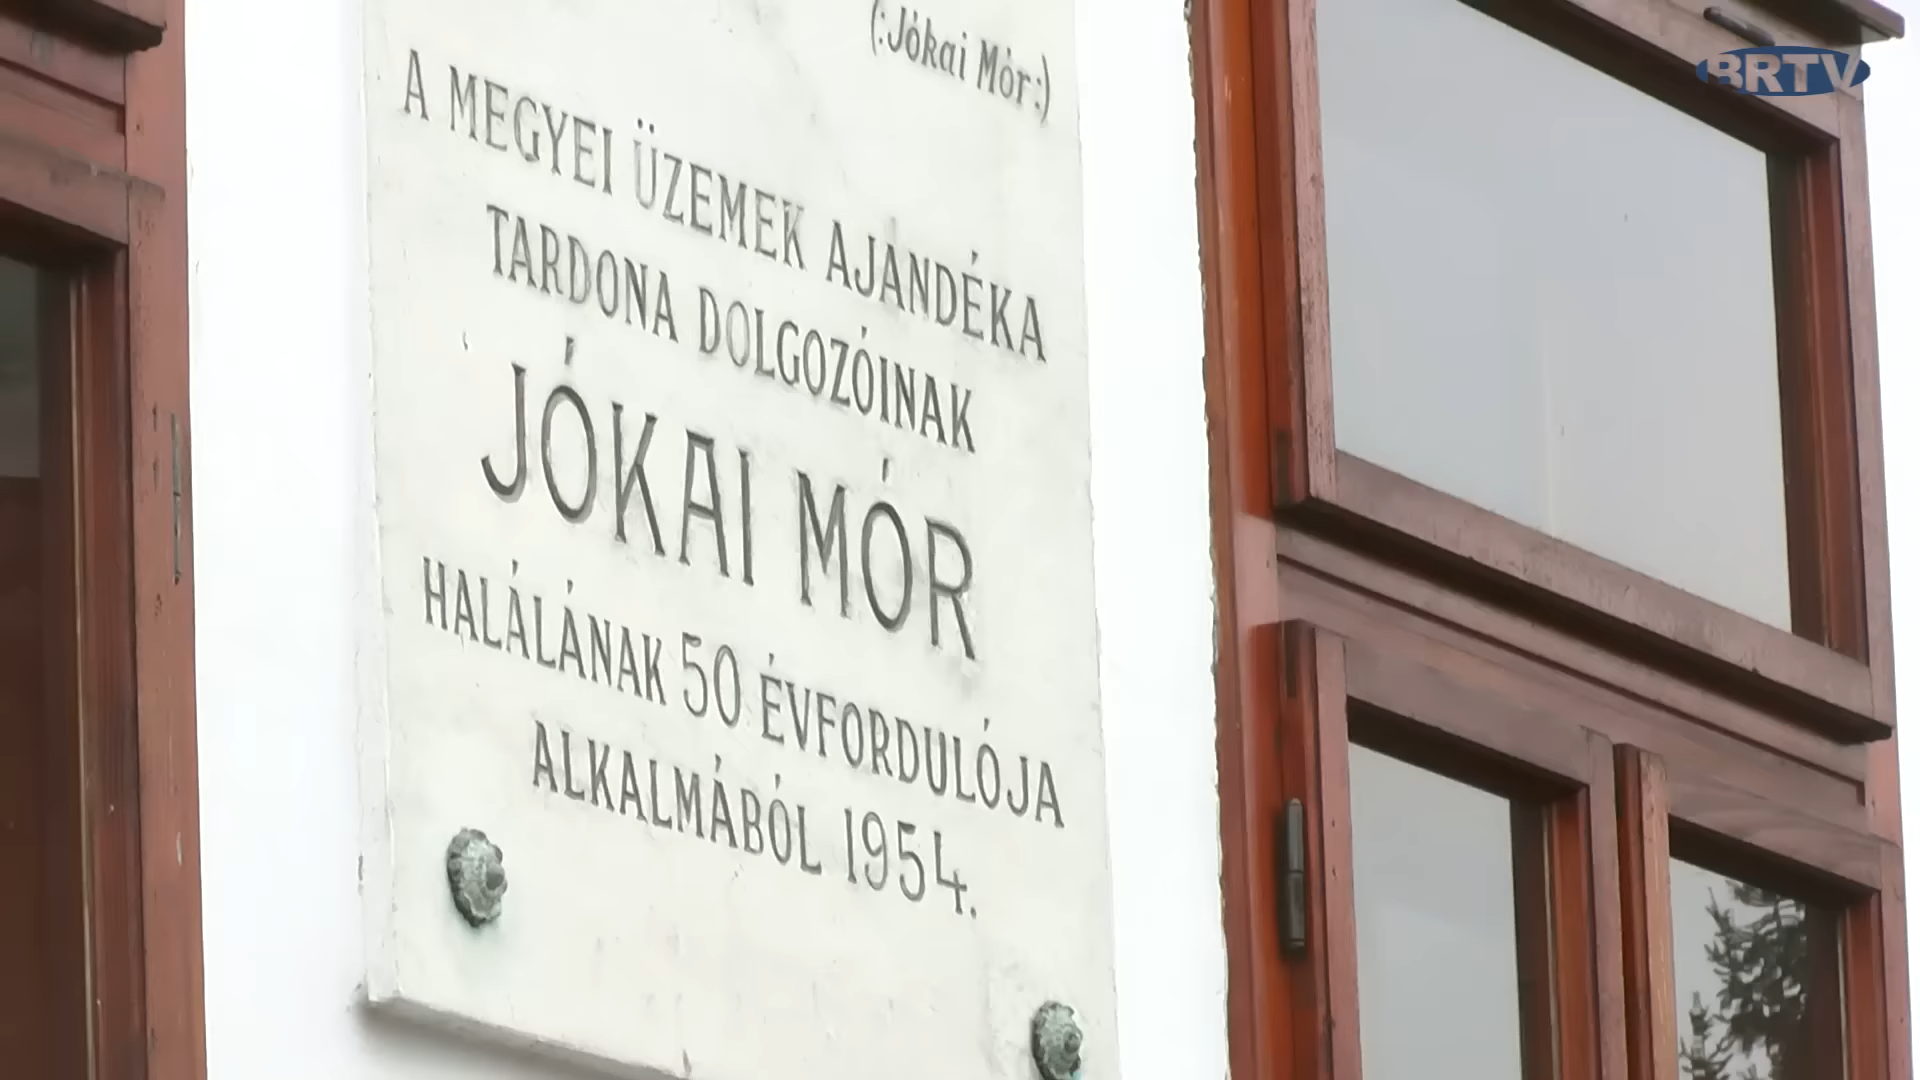 (:Jókai Mór:)
A MEGYEI ÜZEMEK AJANDÉKA
TARDONA DOLGOZÓINAK
JÓKAI MÓR
HALÁLÁNAK 50 ÉVFORDULÓJA
ALKALMÁBÓL 1954.
BRTV